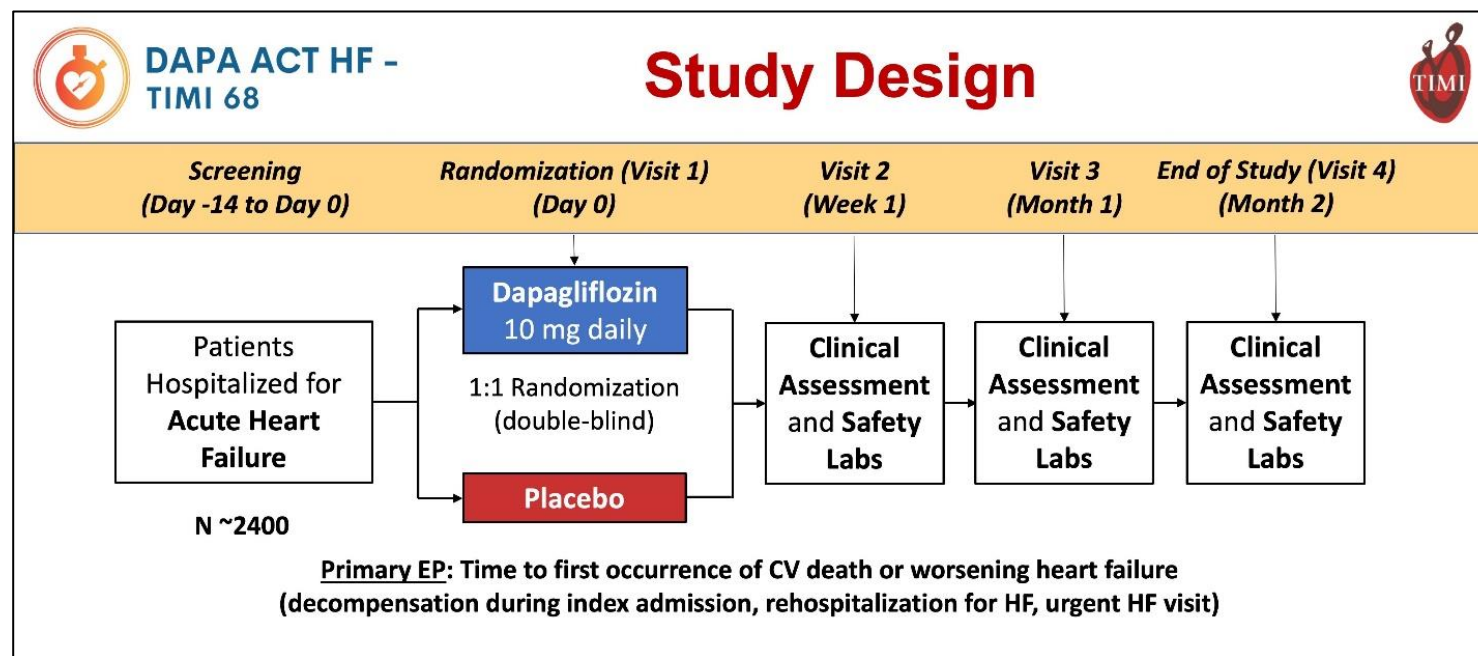 DAPA ACT HF -
TIMI 68
Study Design
TIMI
Screening
(Day -14 to Day 0)
Randomization (Visit 1)
(Day 0)
Visit 2
(Week 1)
Visit 3
(Month 1)
End of Study (Visit 4)
(Month 2)
Patients
Hospitalized for
Acute Heart
Failure
N ~2400
Dapagliflozin
10 mg daily
1:1 Randomization
(double-blind)
Placebo
Clinical
Assessment
and Safety
Labs
Clinical
Assessment
and Safety
Labs
Clinical
Assessment
and Safety
Labs
Primary EP: Time to first occurrence of CV death or worsening heart failure
(decompensation during index admission, rehospitalization for HF, urgent HF visit)